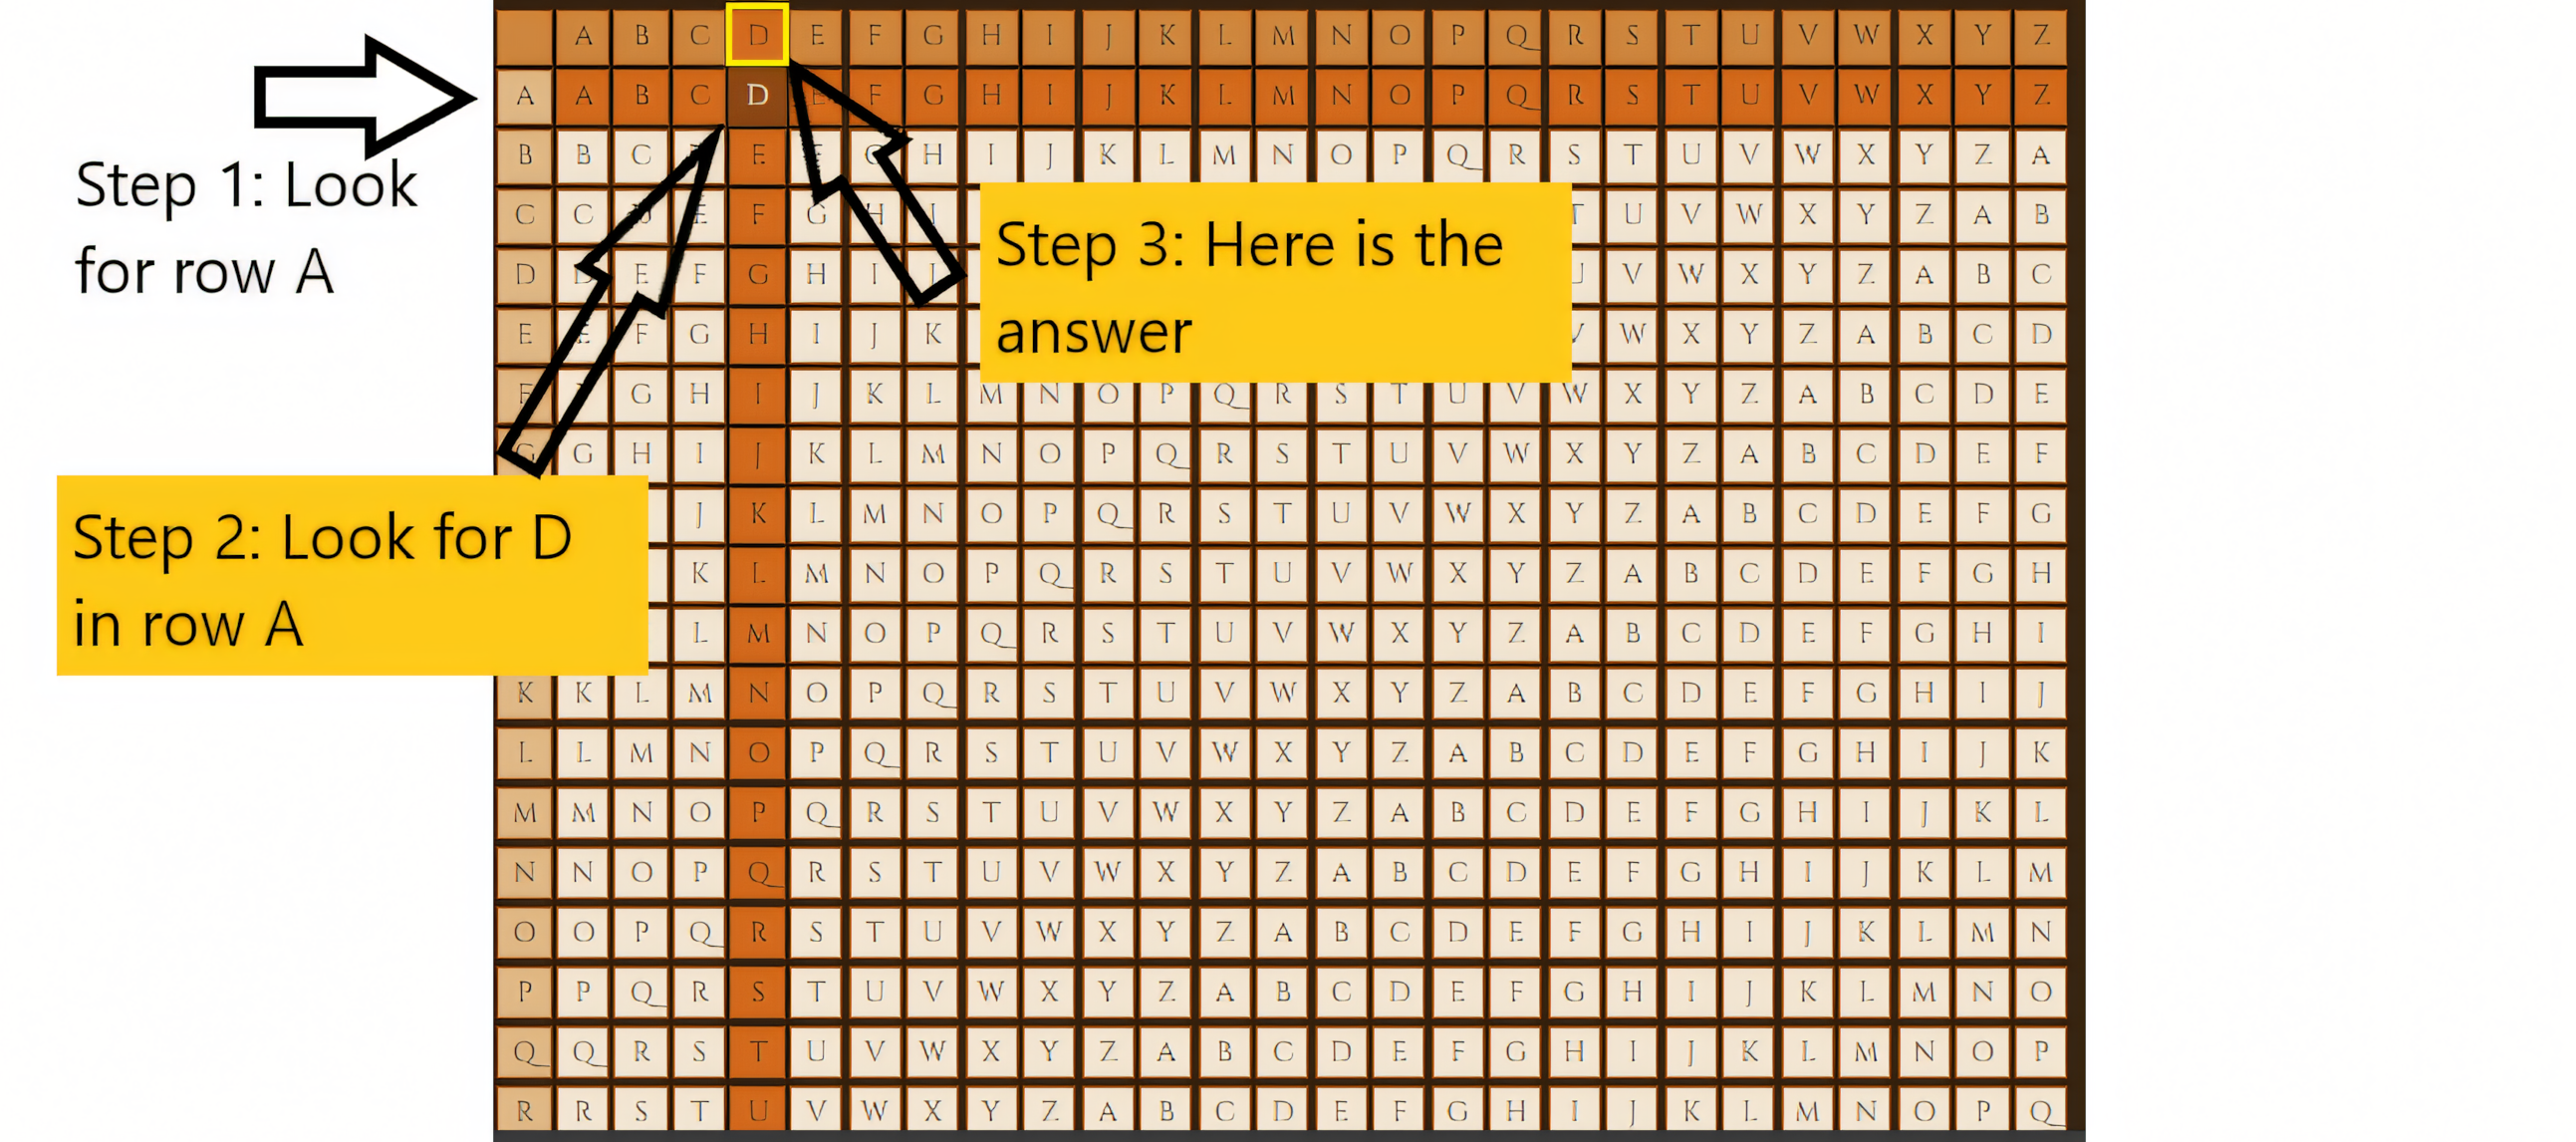 A B C D E F G H I J K L M N O P Q R S T U V W X Y Z
A A B C D E F G H I J K L M N O P Q R S T U V W X Y Z
B B C E G H I J K L M N O P Q R S T U V W X Y Z A
C C D E F G H I T U V W X Y Z A B
D D E F G H I J U V W X Y Z A B C
E E F G H I J K V W X Y Z A B C D
F G H I J K L M N O P Q R S T U V W X Y Z A B C D E
G G H I J K L M N O P Q R S T U V W X Y Z A B C D E F
J K L M N O P Q R S T U V W X Y Z A B C D E F G
K L M N O P Q R S T U V W X Y Z A B C D E F G H
L M N O P Q R S T U V W X Y Z A B C D E F G H I
K K L M N O P Q R S T U V W X Y Z A B C D E F G H I J
L L M N O P Q R S T U V W X Y Z A B C D E F G H I J K
M M N O P Q R S T U V W X Y Z A B C D E F G H I J K L
N N O P Q R S T U V W X Y Z A B C D E F G H I J K L M
O O P Q R S T U V W X Y Z A B C D E F G H I J K L M N
P P Q R S T U V W X Y Z A B C D E F G H I J K L M N O
Q Q R S T U V W X Y Z A B C D E F G H I J K L M N O P
R R S T U V W X Y Z A B C D E F G H I J K L M N O P Q
Step 1: Look
for row A
Step 2: Look for D
in row A
Step 3: Here is the
answer